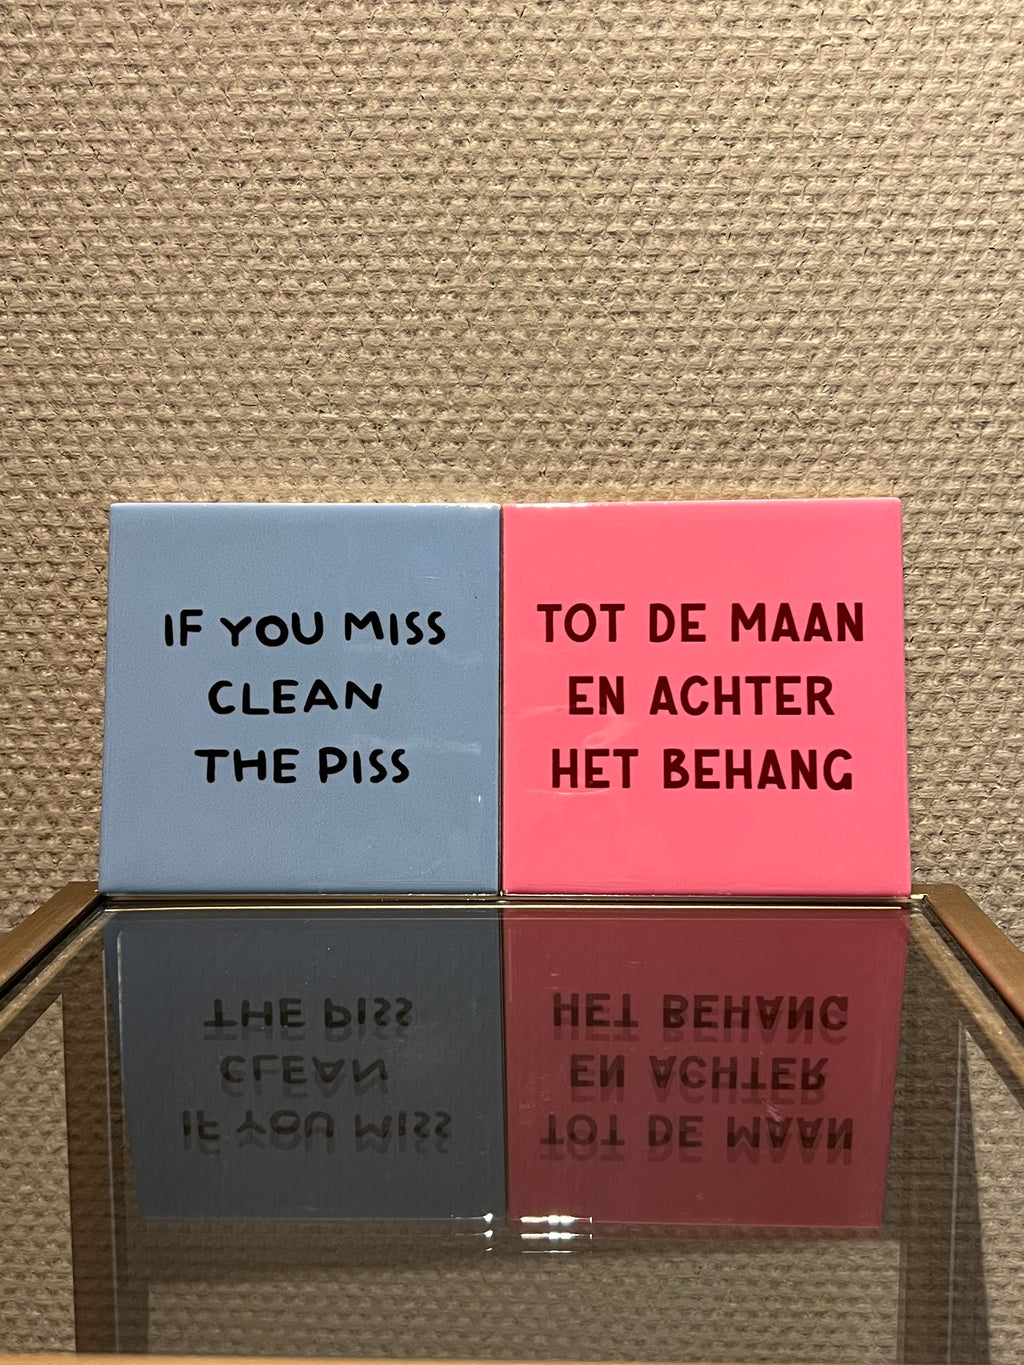 IF YOU MISS
CLEAN
THE PISS
TOT DE MAAN
EN ACHTER
HET BEHANG